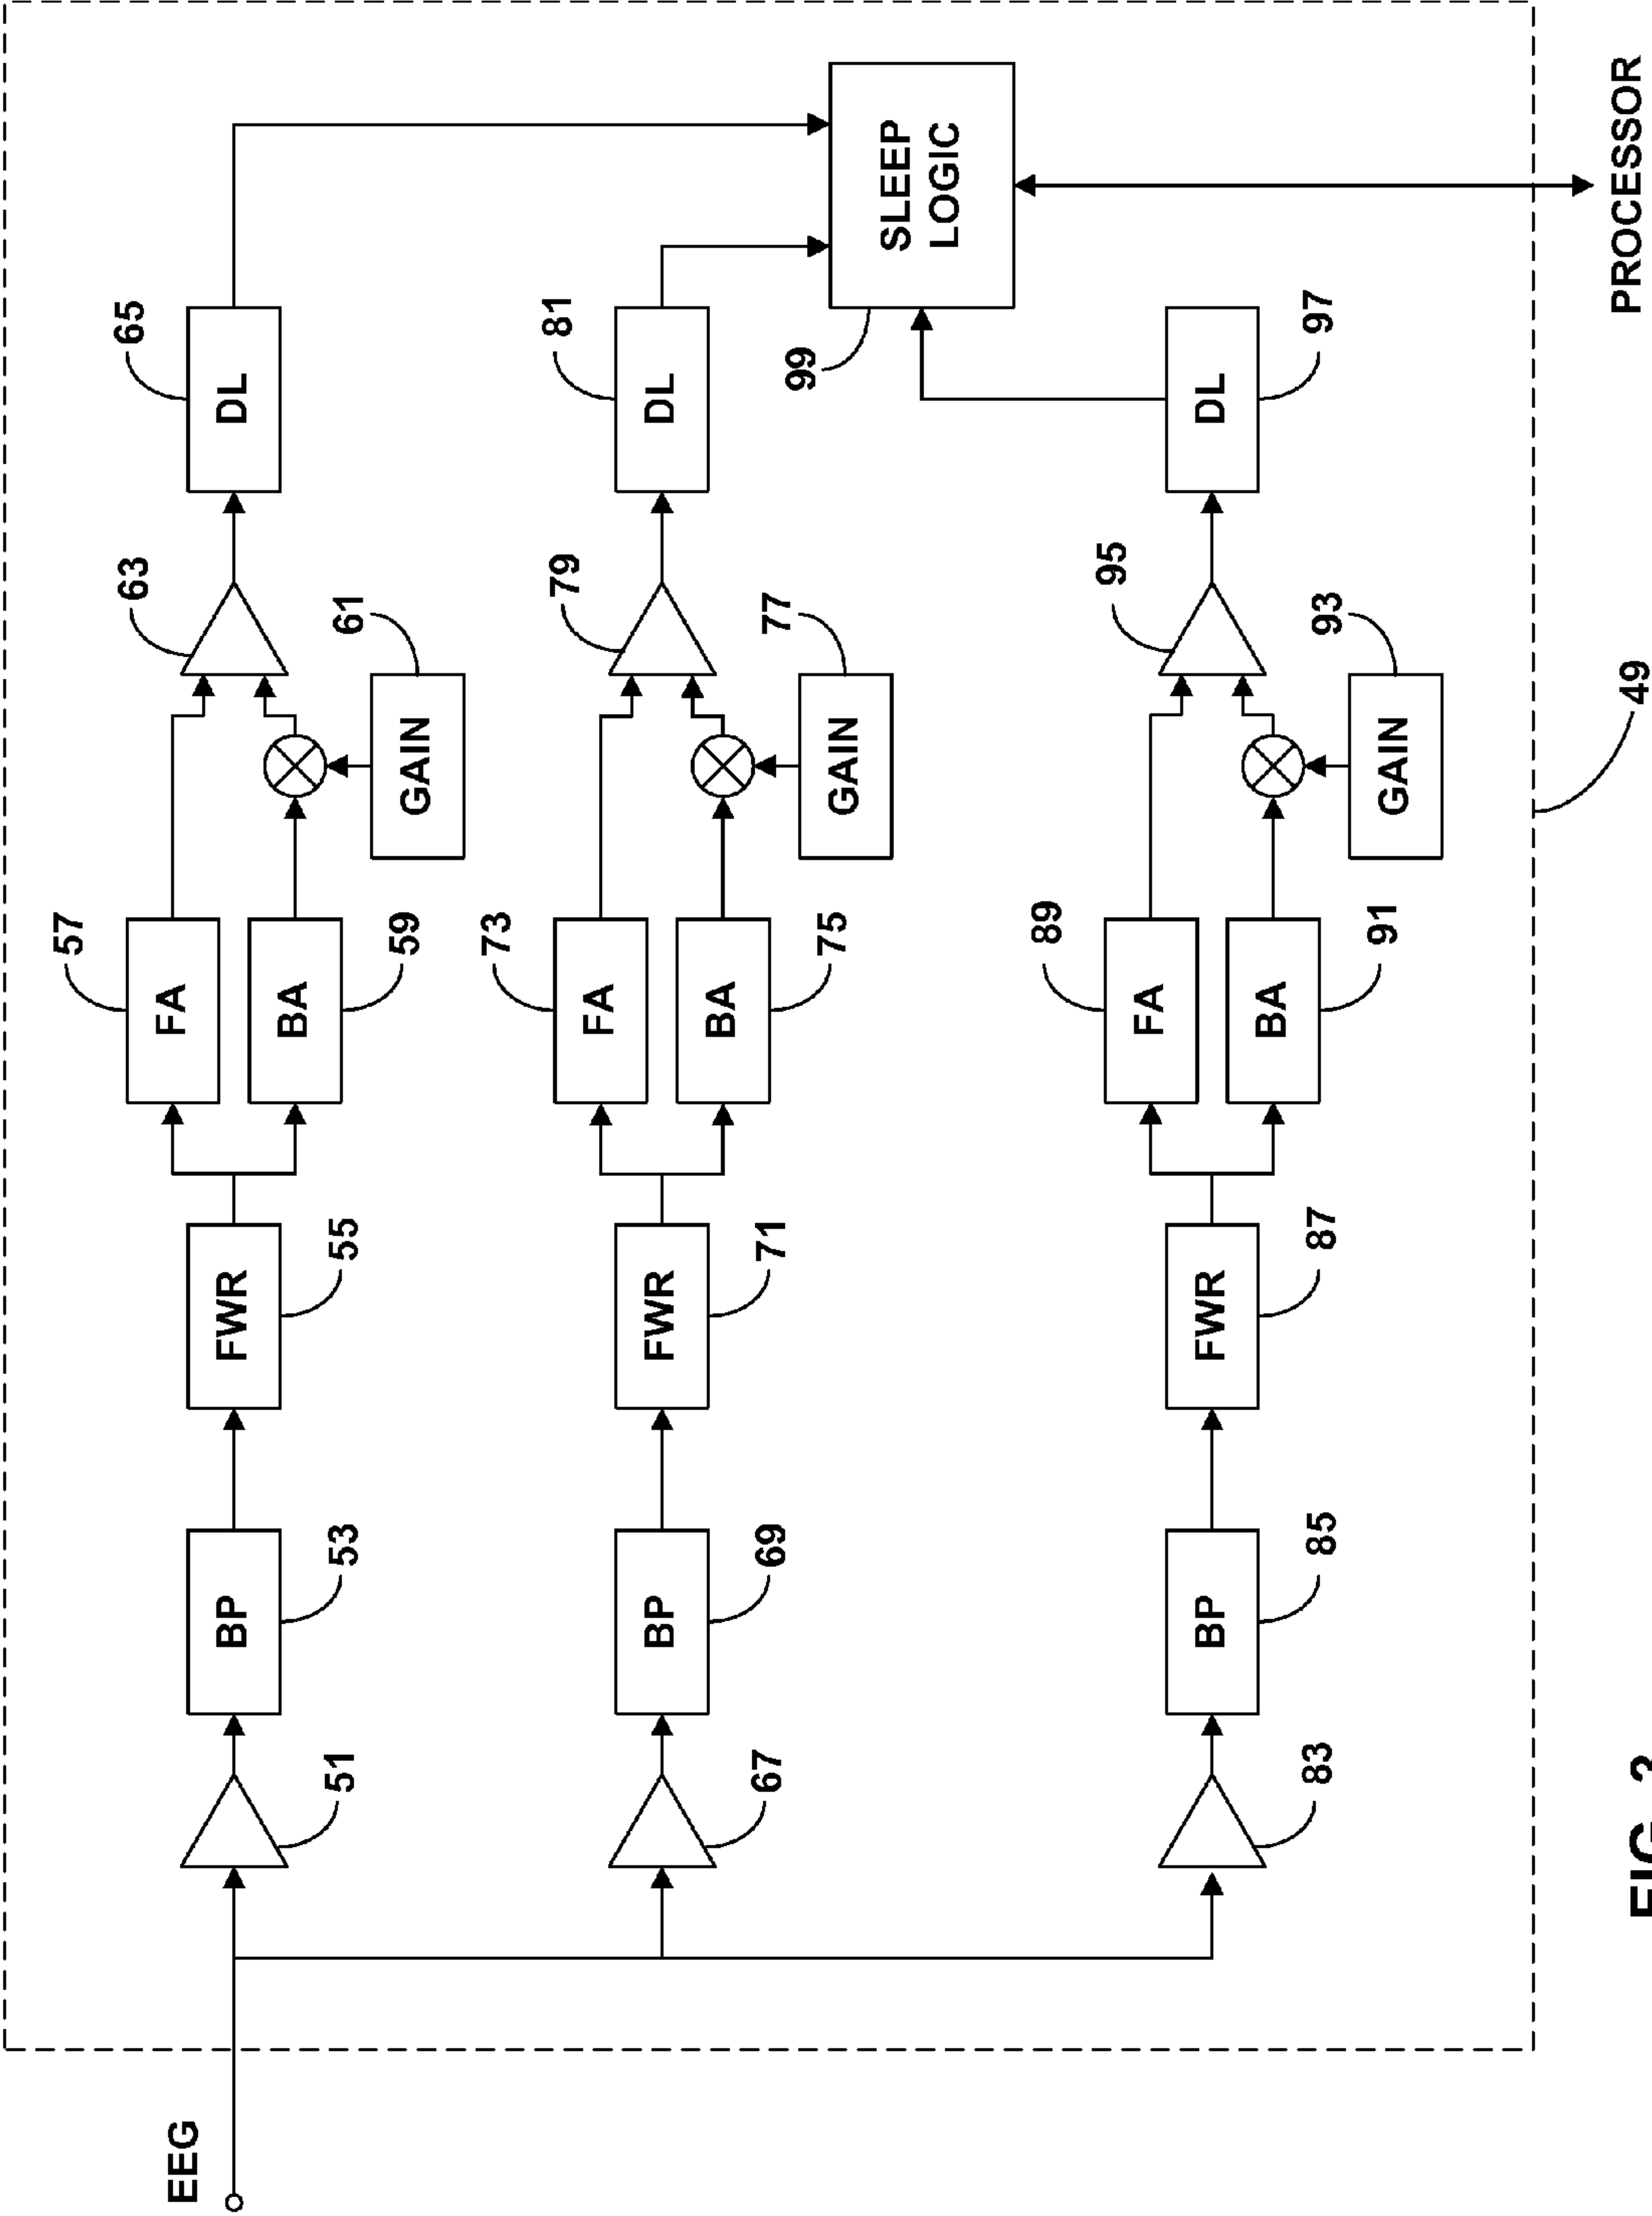 57
63
65
FA
EEG
BP
FWR
DL
BA
51
53
55
61
59
GAIN
73
79
81
FA
BP
FWR
DL
BA
67
69
71
77
99
75
GAIN
SLEEP
LOGIC
89
95
FA
BP
FWR
DL
BA
83
85
87
93
97
91
GAIN
PROCESSOR
49
FIG.